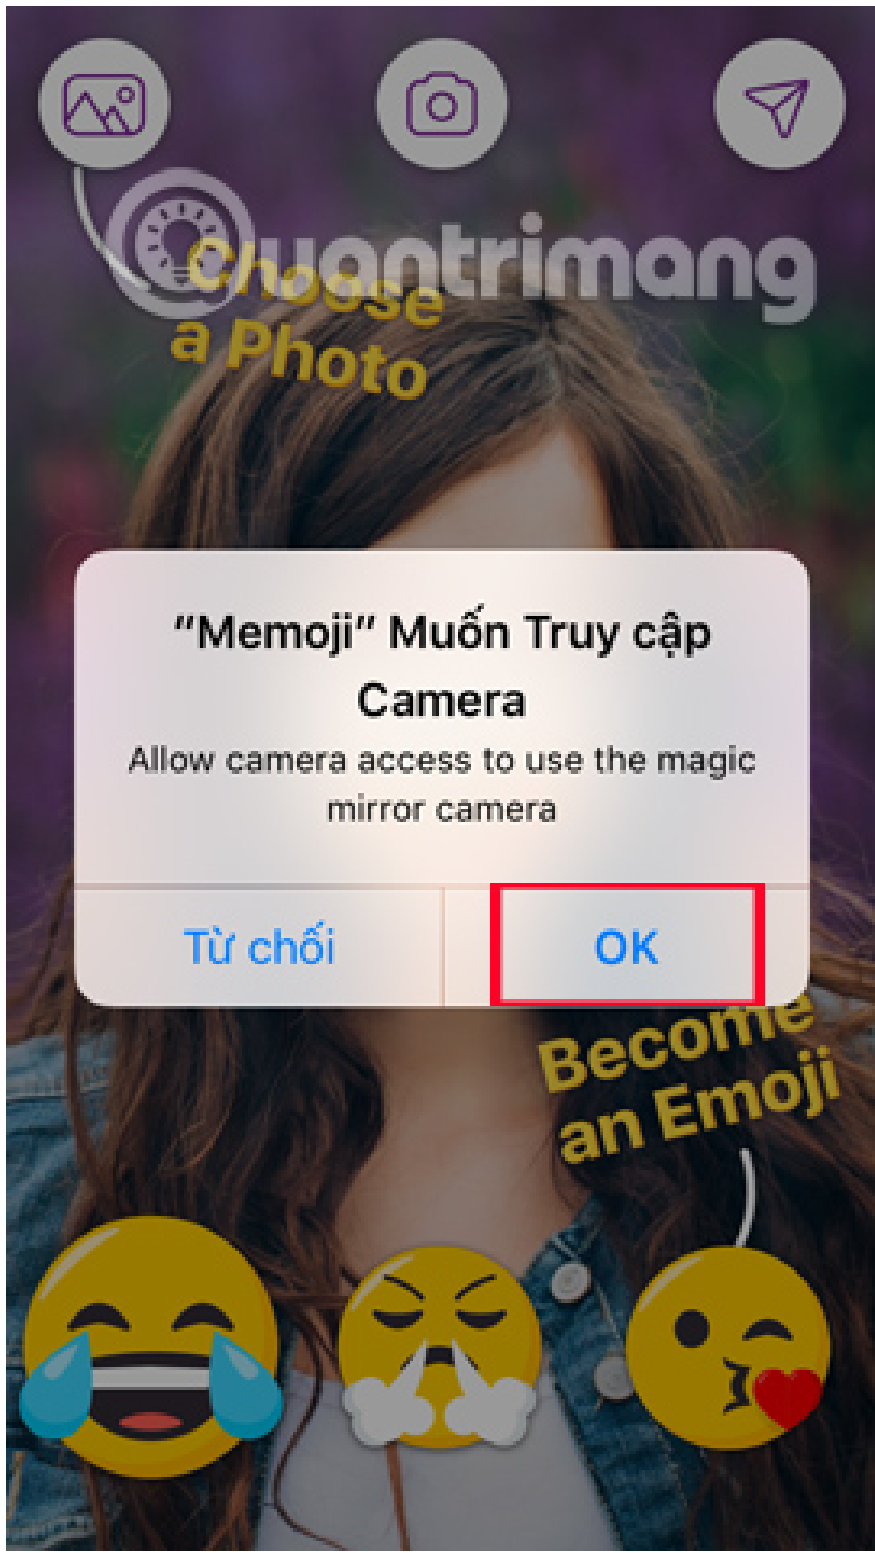 Quantrimang
Choose
a Photo
"Memoji" Muốn Truy cập
Camera
Allow camera access to use the magic
mirror camera
Từ chối
OK
Become
an Emoji